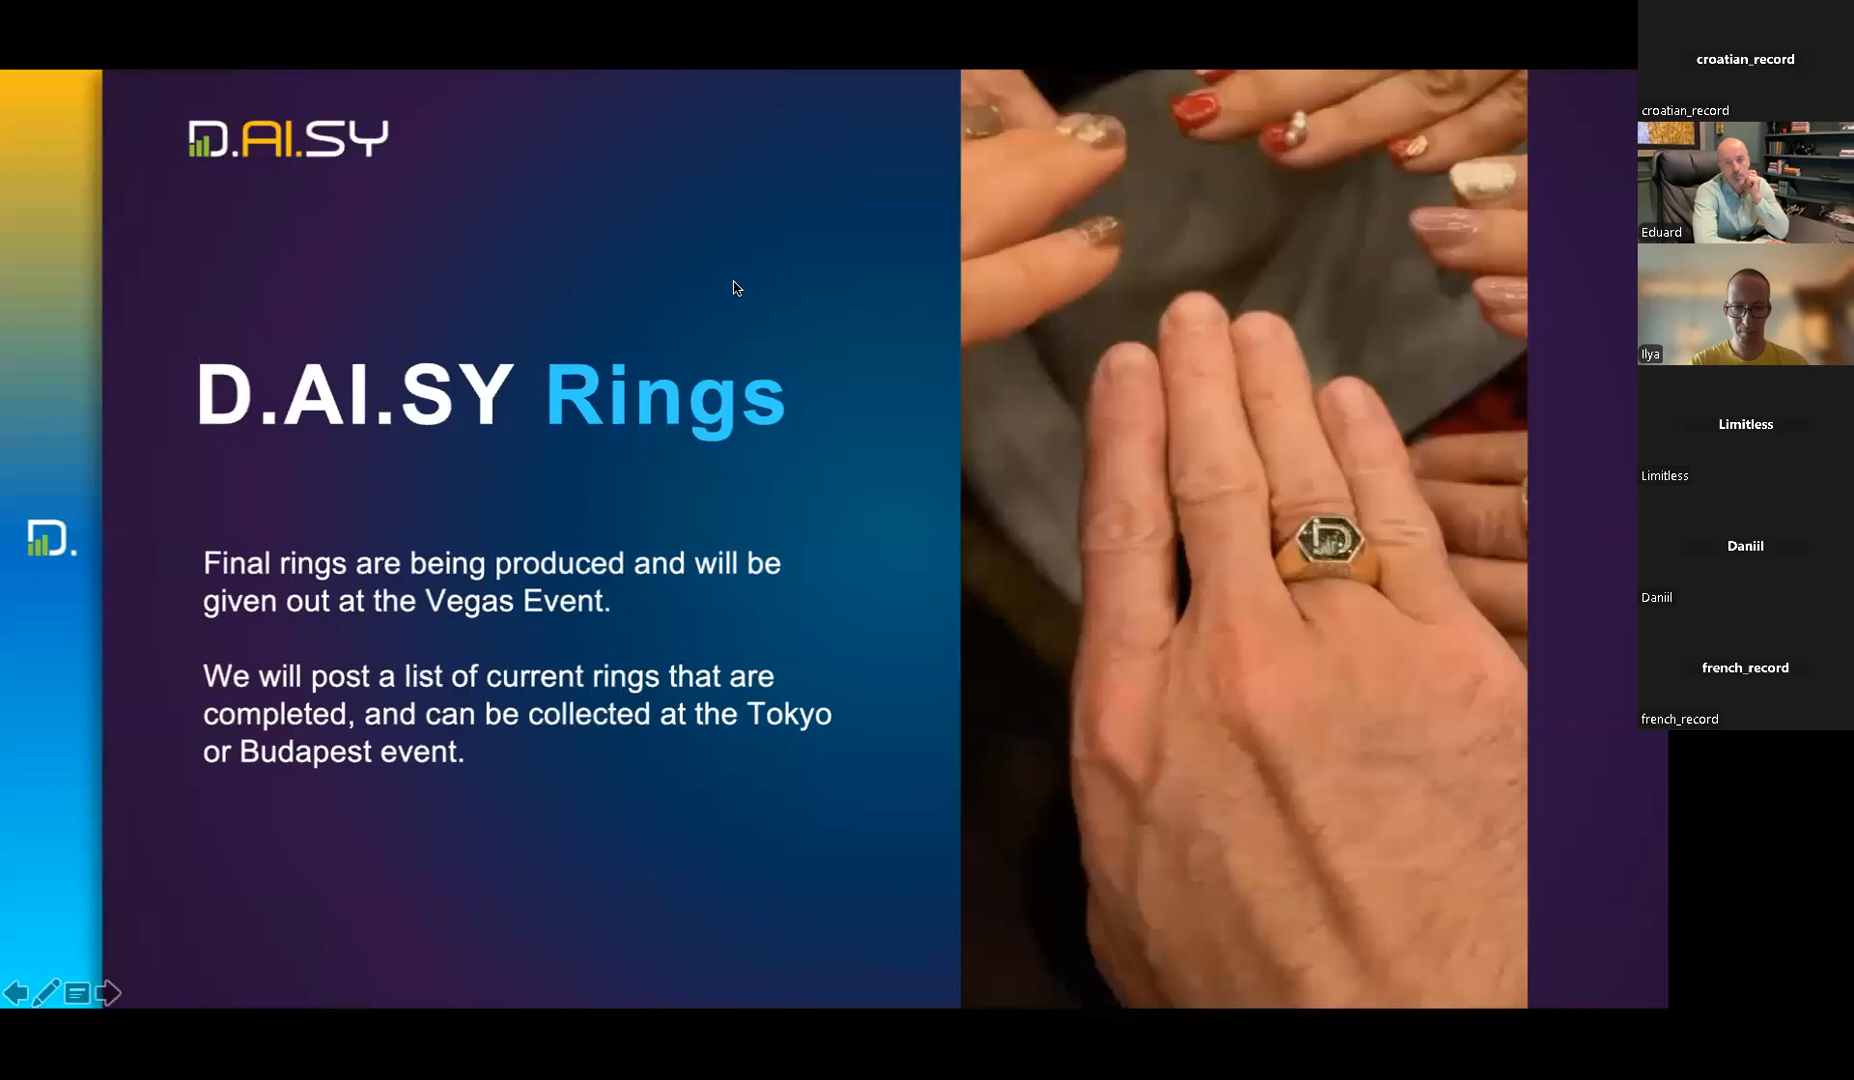 D.AI.SY
D.AI.SY Rings
Final rings are being produced and will be
given out at the Vegas Event.
We will post a list of current rings that are
completed, and can be collected at the Tokyo
or Budapest event.
D.
D
croatian_record
croatian_record
Eduard
Ilya
Limitless
Limitless
Daniil
Daniil
french_record
french_record